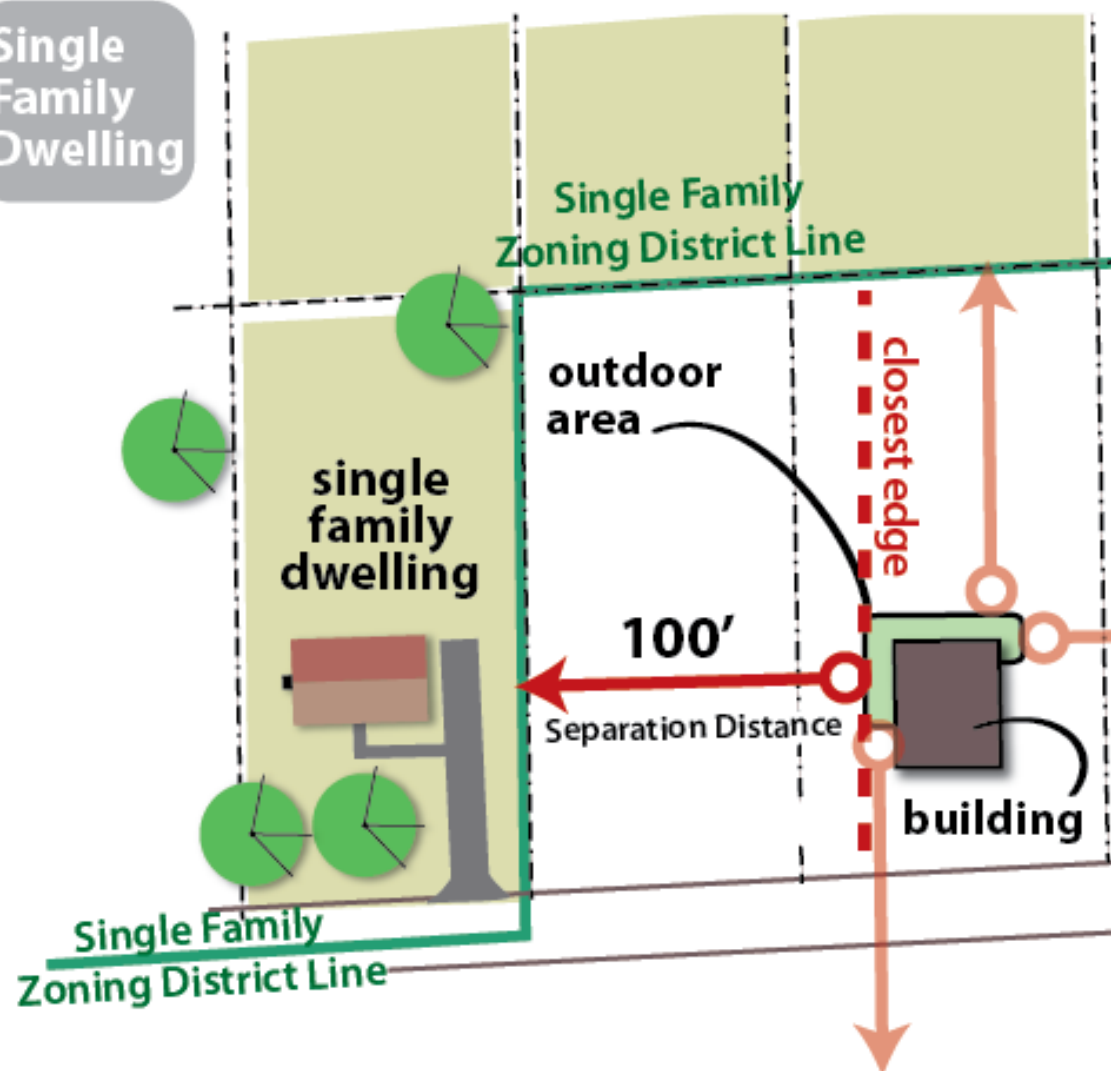 Single
Family
Dwelling
Single Family
Zoning District Line
outdoor
area
closest edge
single
family
dwelling
100’
Separation Distance
building
Single Family
Zoning District Line